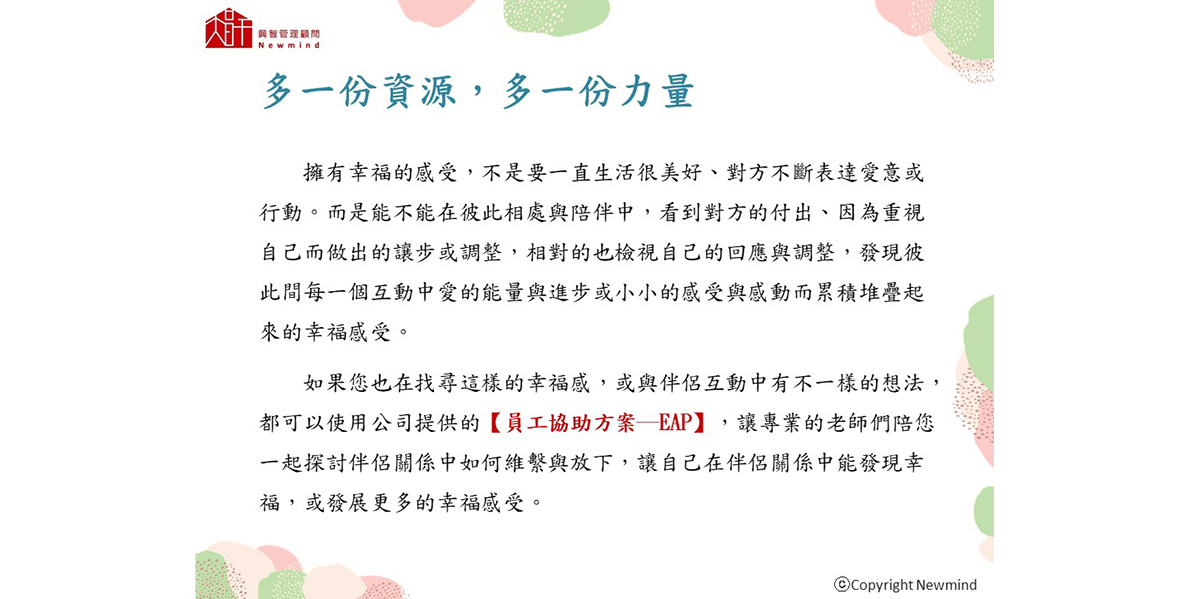 興智管理顧問
Newmind
多一份資源，多一份力量
擁有幸福的感受，不是要一直生活很美好、對方不斷表達愛意或
行動。而是能不能在彼此相處與陪伴中，看到對方的付出、因為重視
自己而做出的讓步或調整，相對的也檢視自己的回應與調整，發現彼
此間每一個互動中愛的能量與進步或小小的感受與感動而累積堆疊起
來的幸福感受。
如果您也在找尋這樣的幸福感，或與伴侶互動中有不一樣的想法，
都可以使用公司提供的【員工協助方案—EAP】，讓專業的老師們陪您
一起探討伴侶關係中如何維繫與放下，讓自己在伴侶關係中能發現幸
福，或發展更多的幸福感受。
ⓒCopyright Newmind